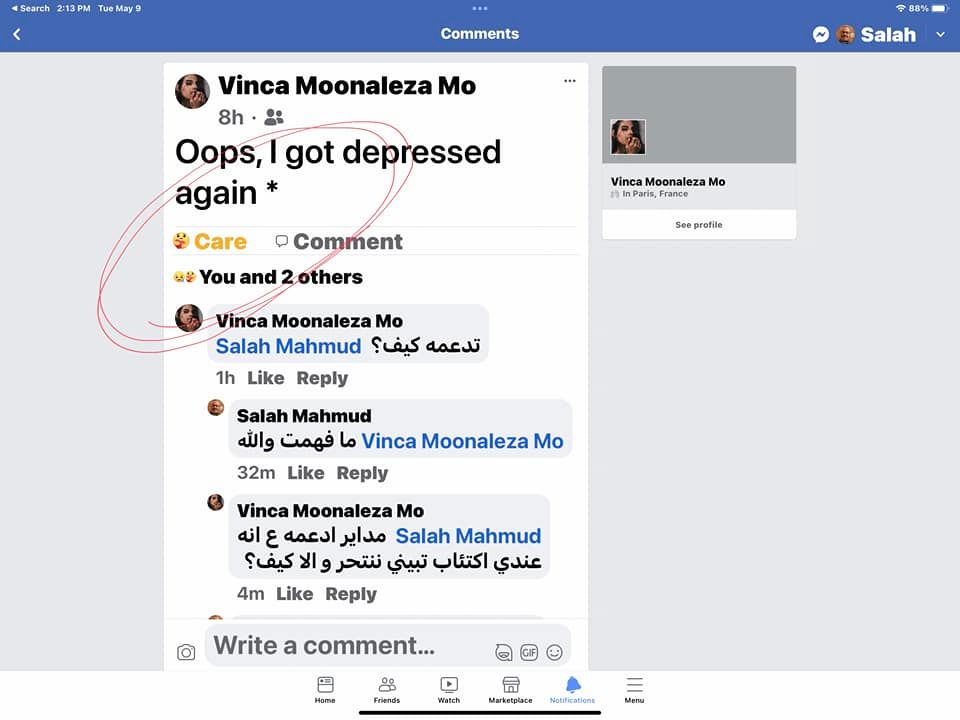 Search 2:13 PM Tue May 9
88%
Comments
Salah
Vinca Moonaleza Mo
8h ·
Oops, I got depressed
again *
Care Comment
You and 2 others
Vinca Moonaleza Mo
Salah Mahmud تدعمه كيف؟
1h Like Reply
Salah Mahmud
ما فهمت والله Vinca Moonaleza Mo
32m Like Reply
Vinca Moonaleza Mo
Salah Mahmud مداير ادعمه ع انه
عندي اكتئاب تبيني ننتحر و الا كيف؟
4m Like Reply
Write a comment...
GIF
Vinca Moonaleza Mo
In Paris, France
See profile
Home Friends Watch Marketplace Notifications Menu